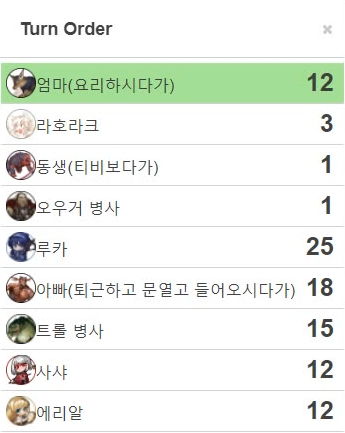 Turn Order ×
엄마(요리하시다가) 12
라호라크 3
동생(티비보다가) 1
오우거 병사 1
루카 25
아빠(퇴근하고 문열고 들어오시다가) 18
트롤 병사 15
사샤 12
에리알 12